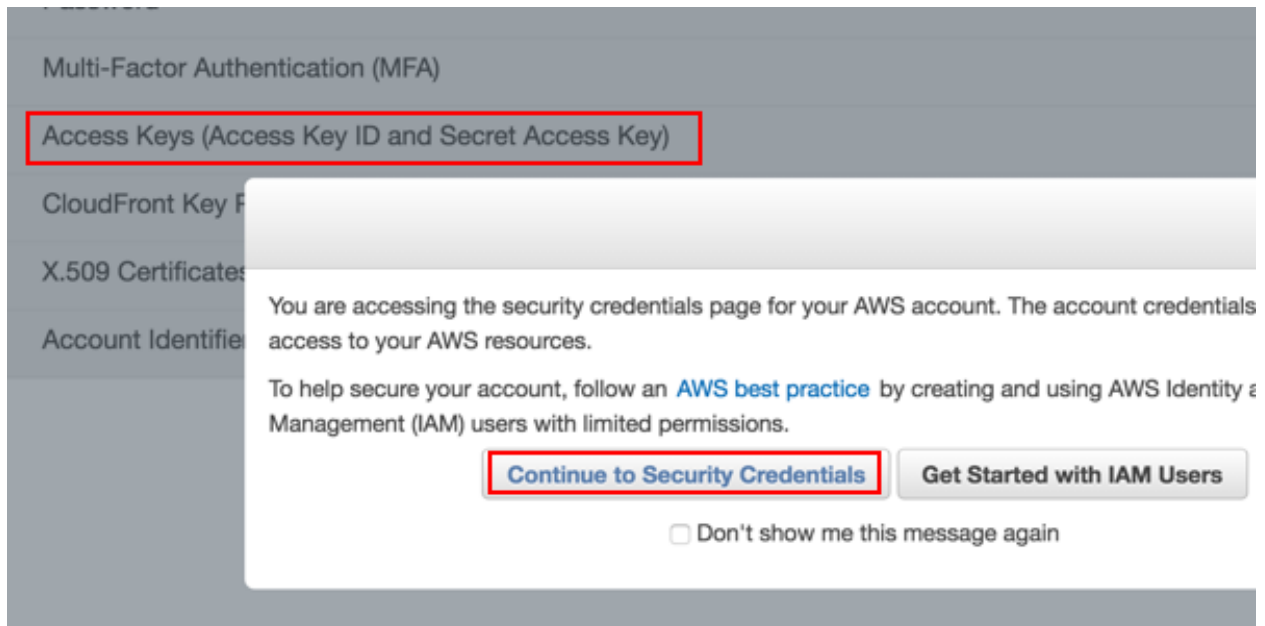 Multi-Factor Authentication (MFA)
Access Keys (Access Key ID and Secret Access Key)
CloudFront Key
X.509 Certificates
Account Identifie
You are accessing the security credentials page for your AWS account. The account credentials
access to your AWS resources.
To help secure your account, follow an AWS best practice by creating and using AWS Identity
Management (IAM) users with limited permissions.
Continue to Security Credentials
Get Started with IAM Users
Don't show me this message again